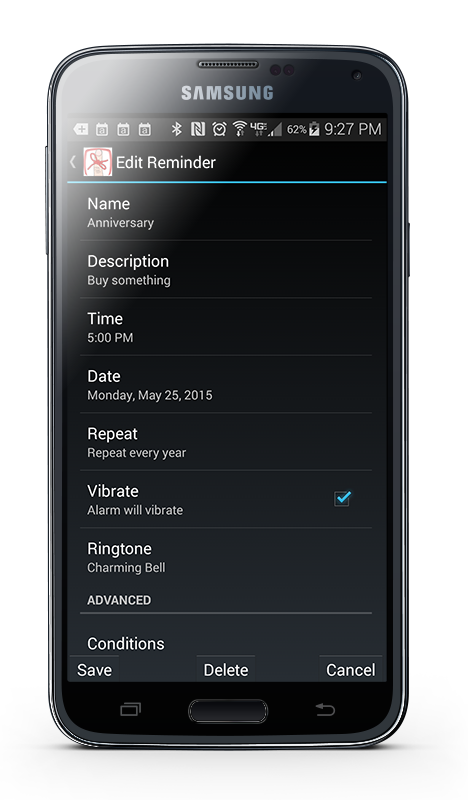 SAMSUNG
4GE 62% 9:27 PM
Edit Reminder
Name
Anniversary
Description
Buy something
Time
5:00 PM
Date
Monday, May 25, 2015
Repeat
Repeat every year
Vibrate
Alarm will vibrate
Ringtone
Charming Bell
ADVANCED
Conditions
Save Delete Cancel